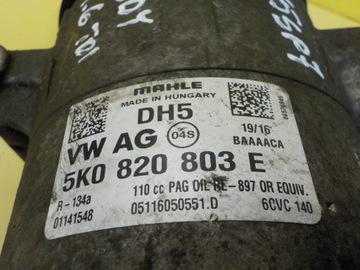 MAHLE
MADE IN HUNGARY
DH5
VW AG 04S 19/16
BAAAACA
5K0 820 803 E
110 cc PAG OIL RE-897 OR EQUIV.
R-134a 05116050551.D 6CVC 140
01141548